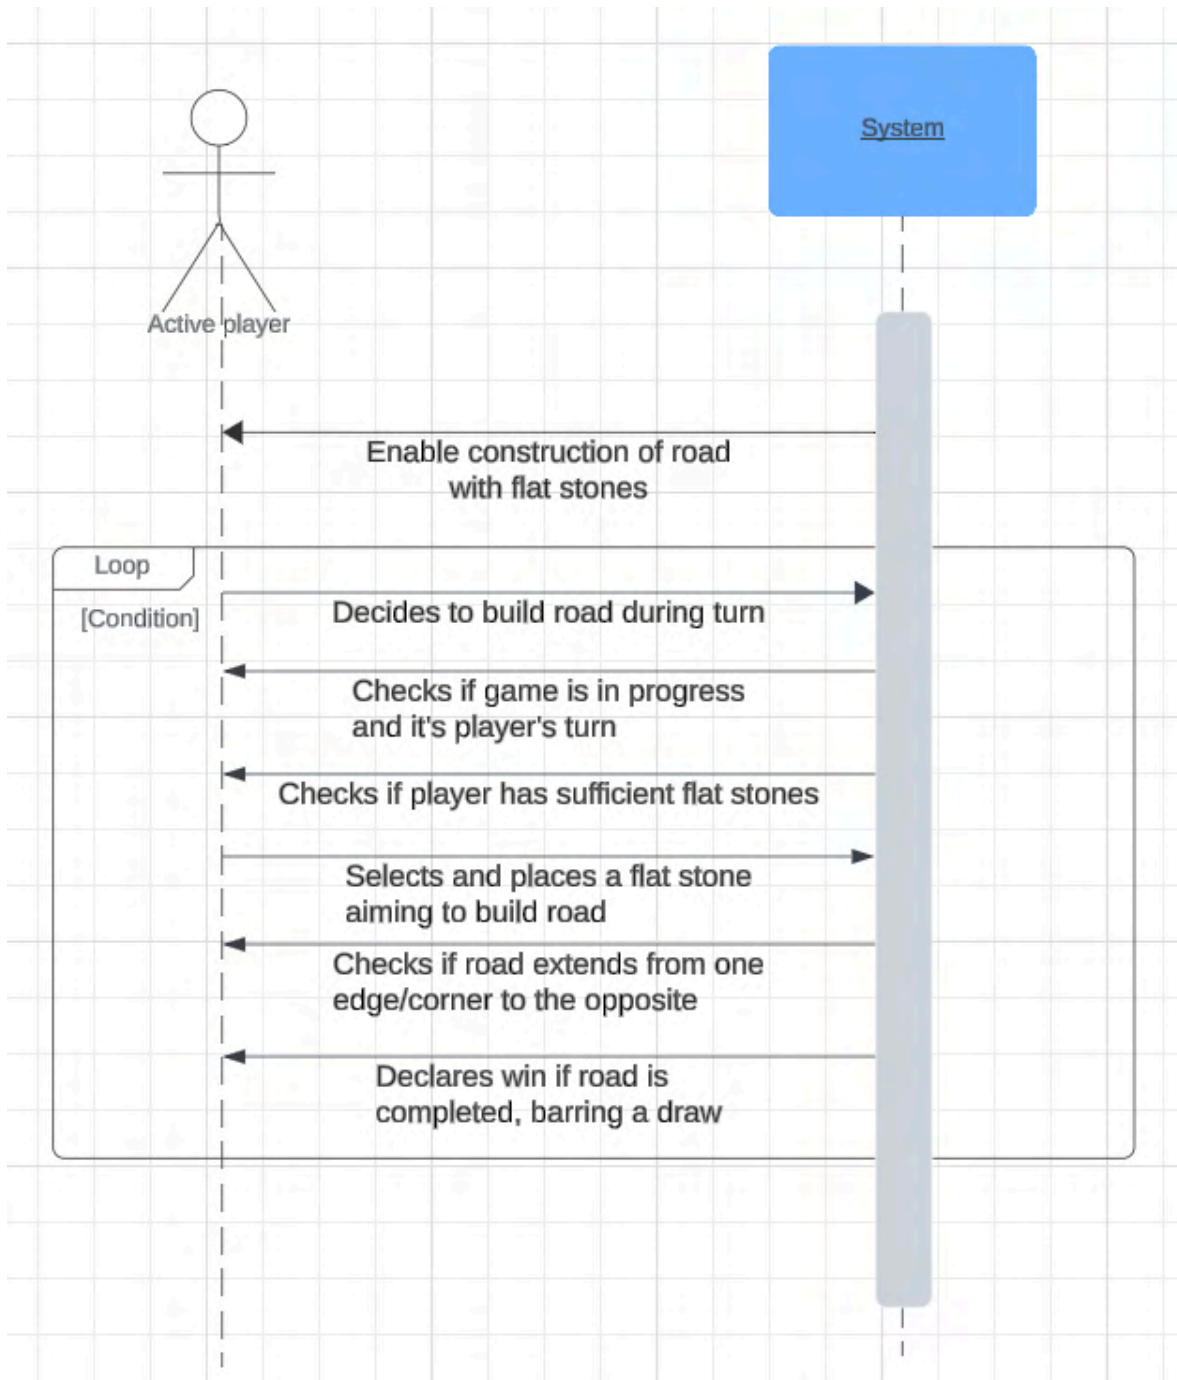 System
Active player
Enable construction of road
with flat stones
Loop
[Condition]
Decides to build road during turn
Checks if game is in progress
and it's player's turn
Checks if player has sufficient flat stones
Selects and places a flat stone
aiming to build road
Checks if road extends from one
edge/corner to the opposite
Declares win if road is
completed, barring a draw